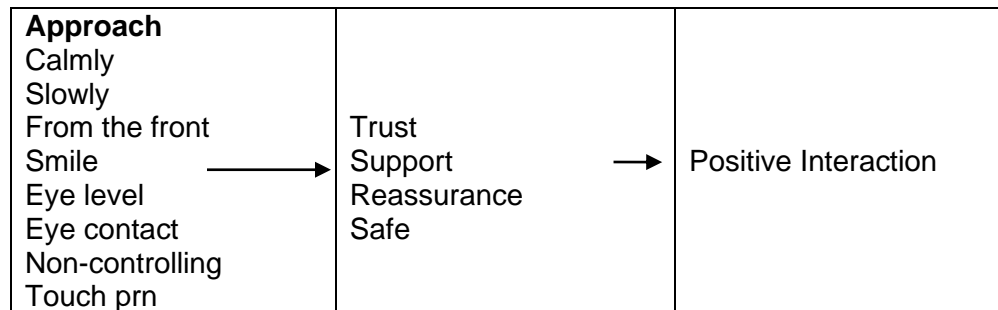 Approach
Calmly
Slowly
From the front
Smile
Eye level
Eye contact
Non-controlling
Touch prn
Trust
Support
Reassurance
Safe
Positive Interaction